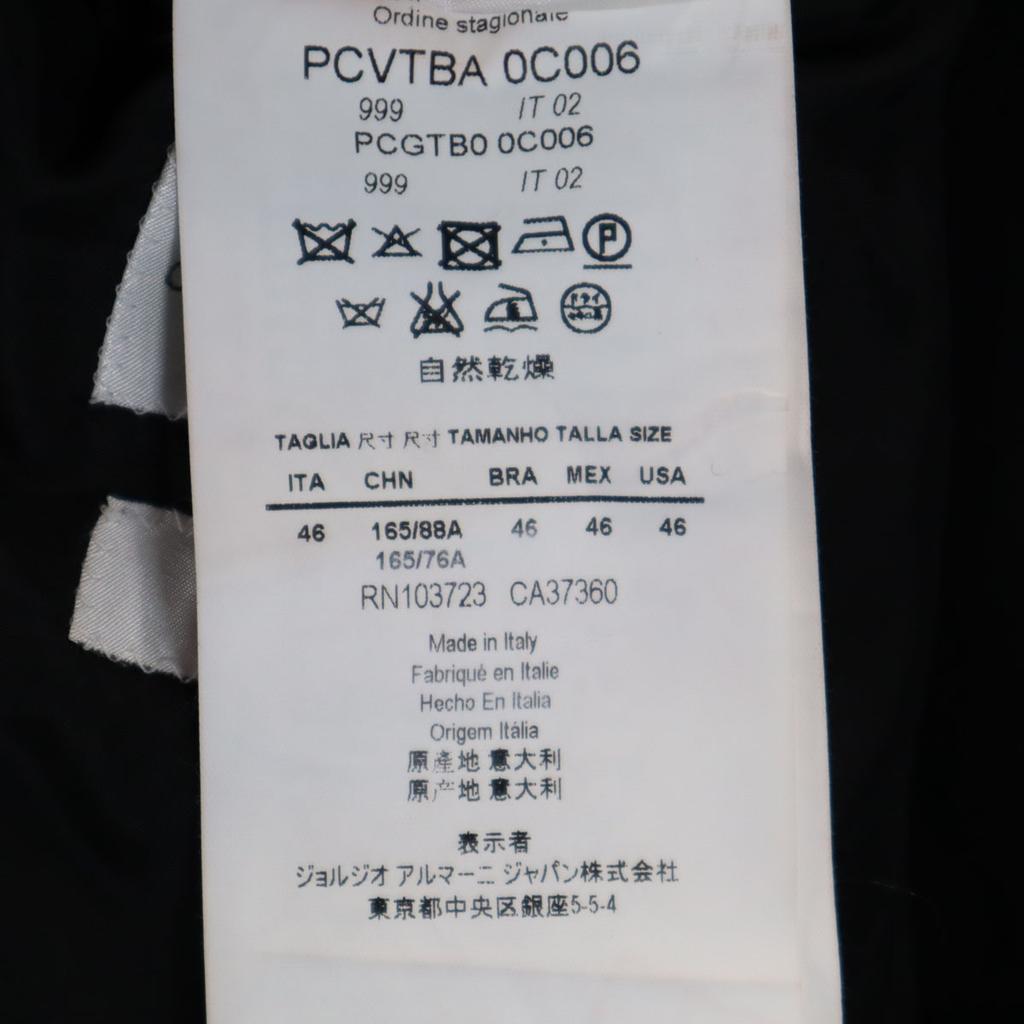 Ordine stagionale
PCVTBA 0C006
999 IT 02
PCGTB0 0C006
999 IT 02
P
ドライ
自然乾燥
TAGLIA 尺寸 尺寸 TAMANHO TALLA SIZE
ITA CHN BRA MEX USA
46 165/88A 46 46 46
165/76A
RN103723 CA37360
Made in Italy
Fabriqué en Italie
Hecho En Italia
Origem Itália
原產地 意大利
原产地 意大利
表示者
ジョルジオ アルマーニ ジャパン株式会社
東京都中央区銀座5-5-4